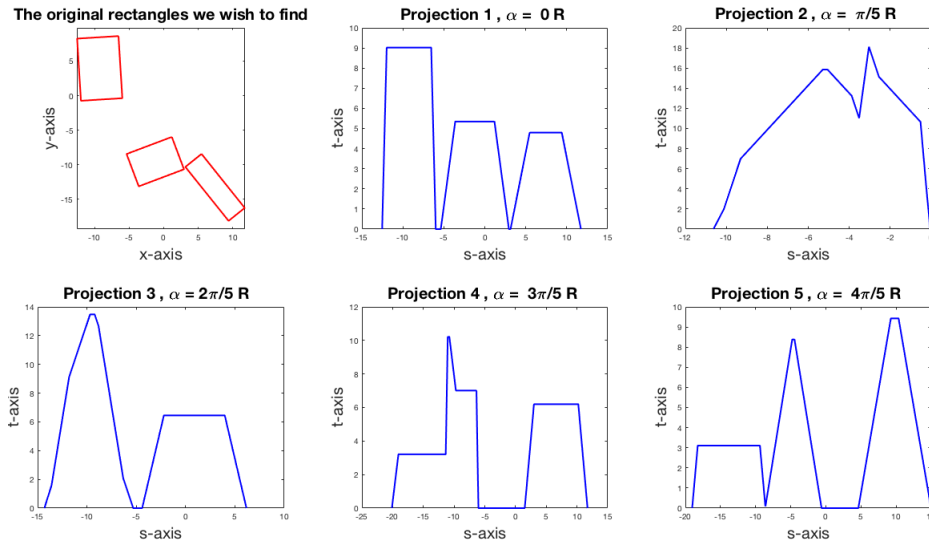 The original rectangles we wish to find
y-axis
5
0
-5
-10
-15
-10 -5 0 5 10
x-axis
Projection 1 , α = 0 R
t-axis
10
9
8
7
6
5
4
3
2
1
0
-15 -10 -5 0 5 10 15
s-axis
Projection 2 , α = π/5 R
t-axis
20
18
16
14
12
10
8
6
4
2
0
-12 -10 -8 -6 -4 -2 0
s-axis
Projection 3 , α = 2π/5 R
t-axis
14
12
10
8
6
4
2
0
-15 -10 -5 0 5 10
s-axis
Projection 4 , α = 3π/5 R
t-axis
12
10
8
6
4
2
0
-25 -20 -15 -10 -5 0 5 10 15
s-axis
Projection 5 , α = 4π/5 R
t-axis
10
9
8
7
6
5
4
3
2
1
0
-20 -15 -10 -5 0 5 10 15
s-axis